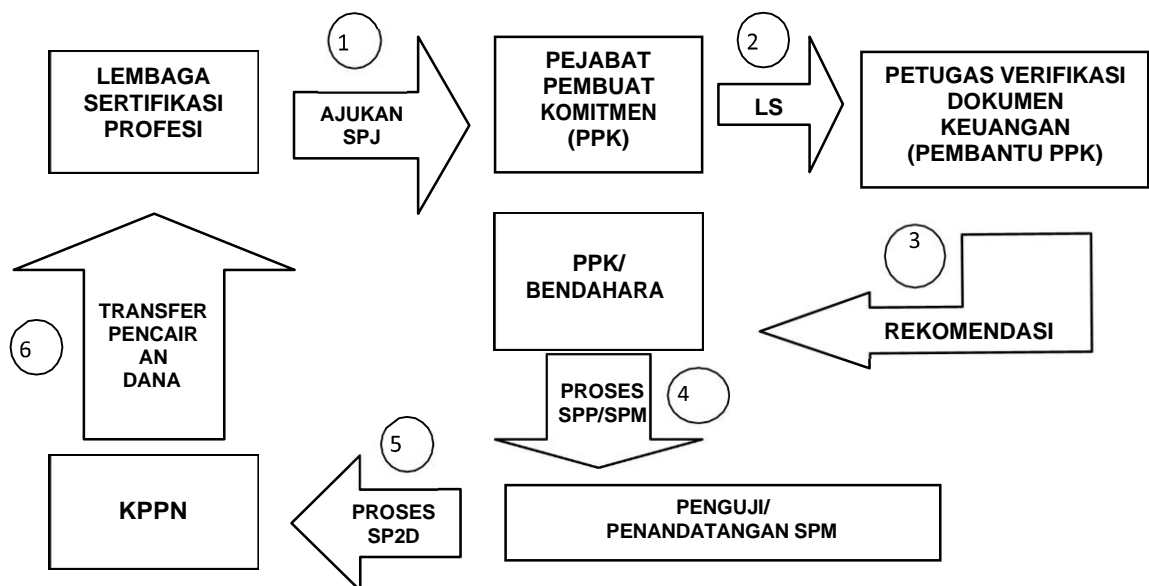 1
LEMBAGA
SERTIFIKASI
PROFESI
AJUKAN
SPJ
PEJABAT
PEMBUAT
KOMITMEN
(PPK)
2
LS
PETUGAS VERIFIKASI
DOKUMEN
KEUANGAN
(PEMBANTU PPK)
3
REKOMENDASI
PPK/
BENDAHARA
PROSES
SPP/SPM
4
PENGUJI/
PENANDATANGAN SPM
5
PROSES
SP2D
KPPN
6
TRANSFER
PENCAIR
AN
DANA